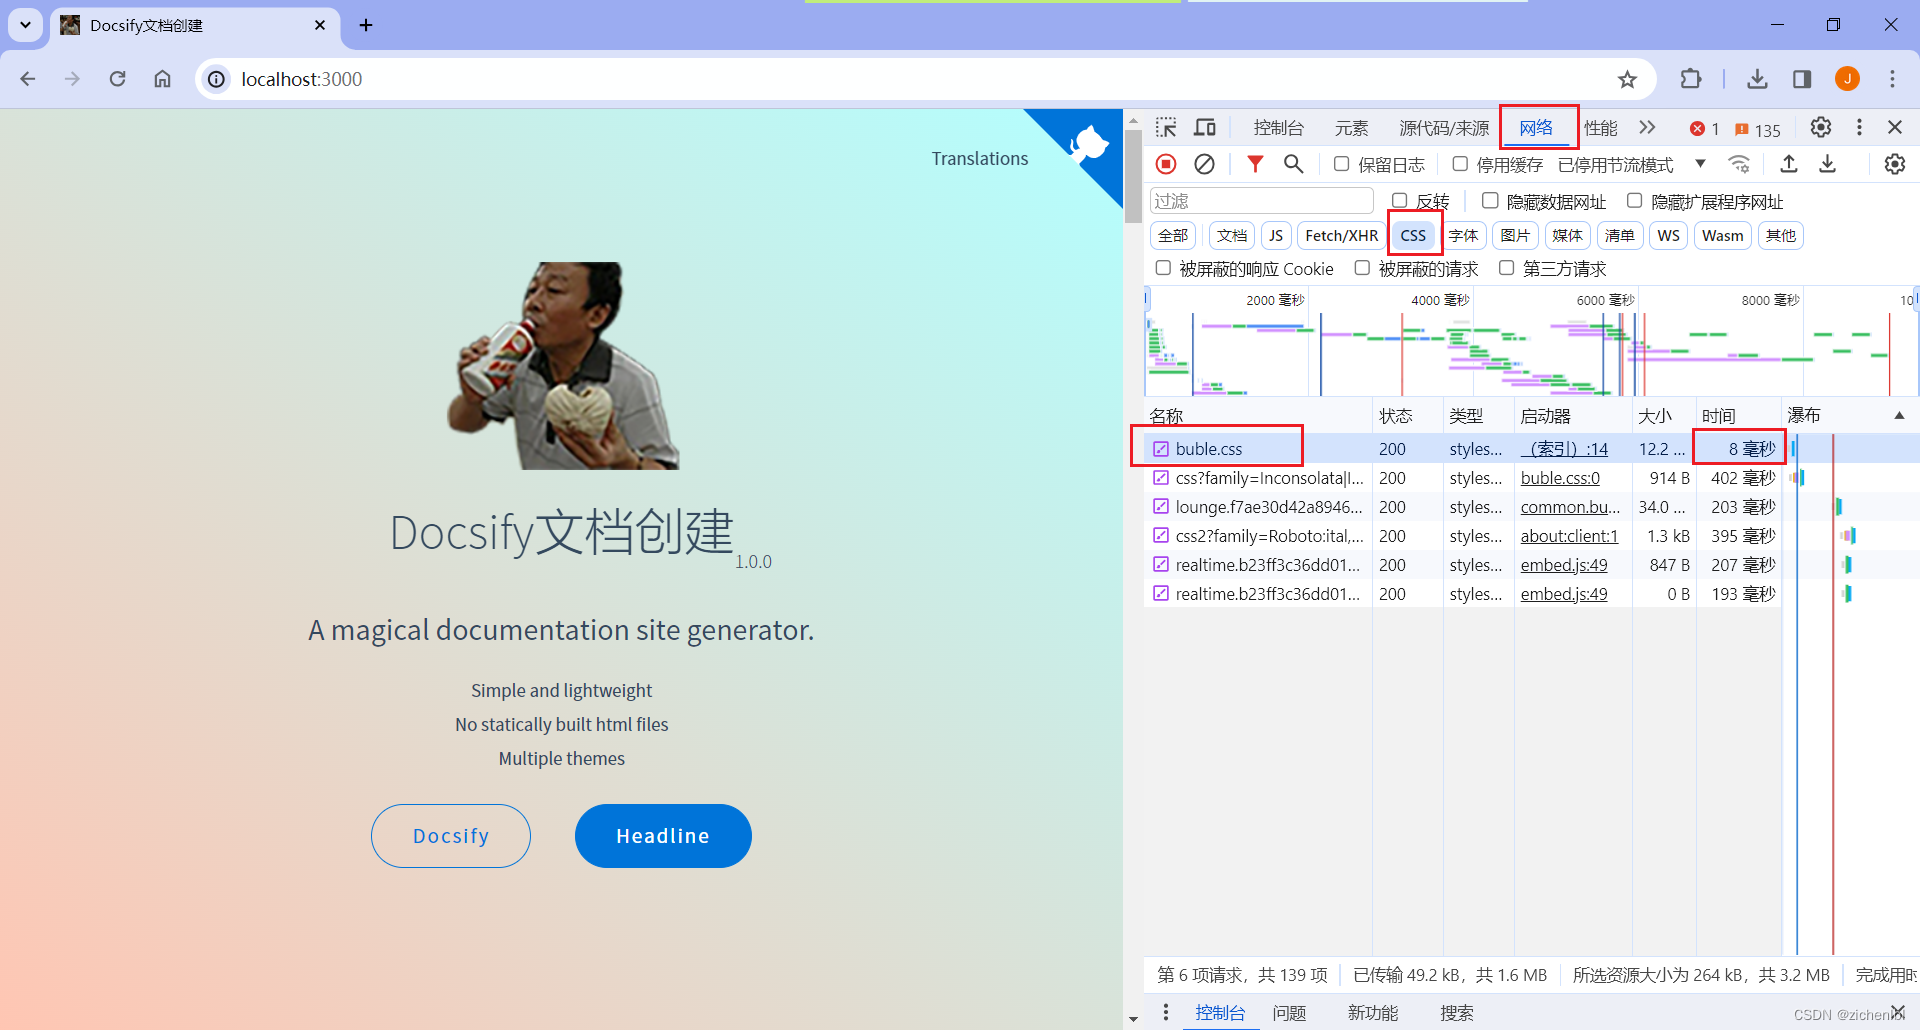 Docsify文档创建
localhost:3000
Translations
Docsify文档创建 1.0.0
A magical documentation site generator.
Simple and lightweight
No statically built html files
Multiple themes
Docsify
Headline
控制台 元素 源代码/来源 网络 性能 1 135
保留日志 停用缓存 已停用节流模式
过滤 反转 隐藏数据网址 隐藏扩展程序网址
全部 文档 JS Fetch/XHR CSS 字体 图片 媒体 清单 WS Wasm 其他
被屏蔽的响应 Cookie 被屏蔽的请求 第三方请求
2000 毫秒 4000 毫秒 6000 毫秒 8000 毫秒 10
名称 状态 类型 启动器 大小 时间 瀑布
buble.css 200 styles... （索引）:14 12.2 ... 8 毫秒
css?family=Inconsolata|I... 200 styles... buble.css:0 914 B 402 毫秒
lounge.f7ae30d42a8946... 200 styles... common.bu... 34.0 ... 203 毫秒
css2?family=Roboto:ital,... 200 styles... about:client:1 1.3 kB 395 毫秒
realtime.b23ff3c36dd01... 200 styles... embed.js:49 847 B 207 毫秒
realtime.b23ff3c36dd01... 200 styles... embed.js:49 0 B 193 毫秒
第 6 项请求，共 139 项 已传输 49.2 kB，共 1.6 MB 所选资源大小为 264 kB，共 3.2 MB 完成用时
控制台 问题 新功能 搜索